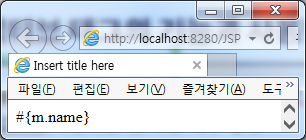 http://localhost:8280/JSP
Insert title here
파일(F) 편집(E) 보기(V) 즐겨찾기(A) 도구
#{m.name}